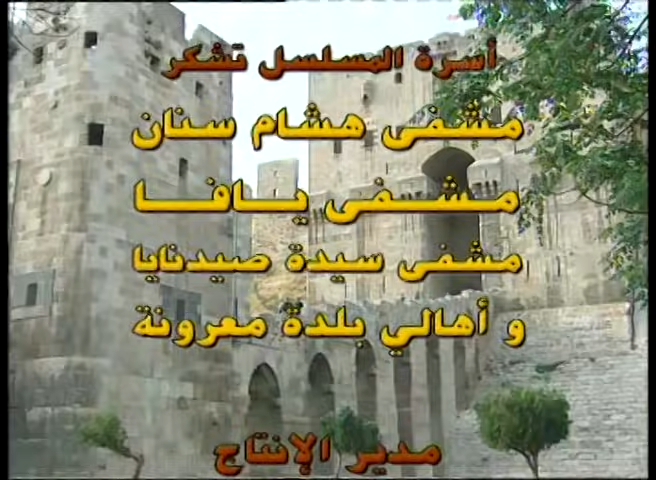 أسرة المسلسل تشكر
مشفى هشام سنان
مشفى يافا
مشفى سيدة صيدنايا
و أهالي بلدة معرونة
مدير الإنتاج